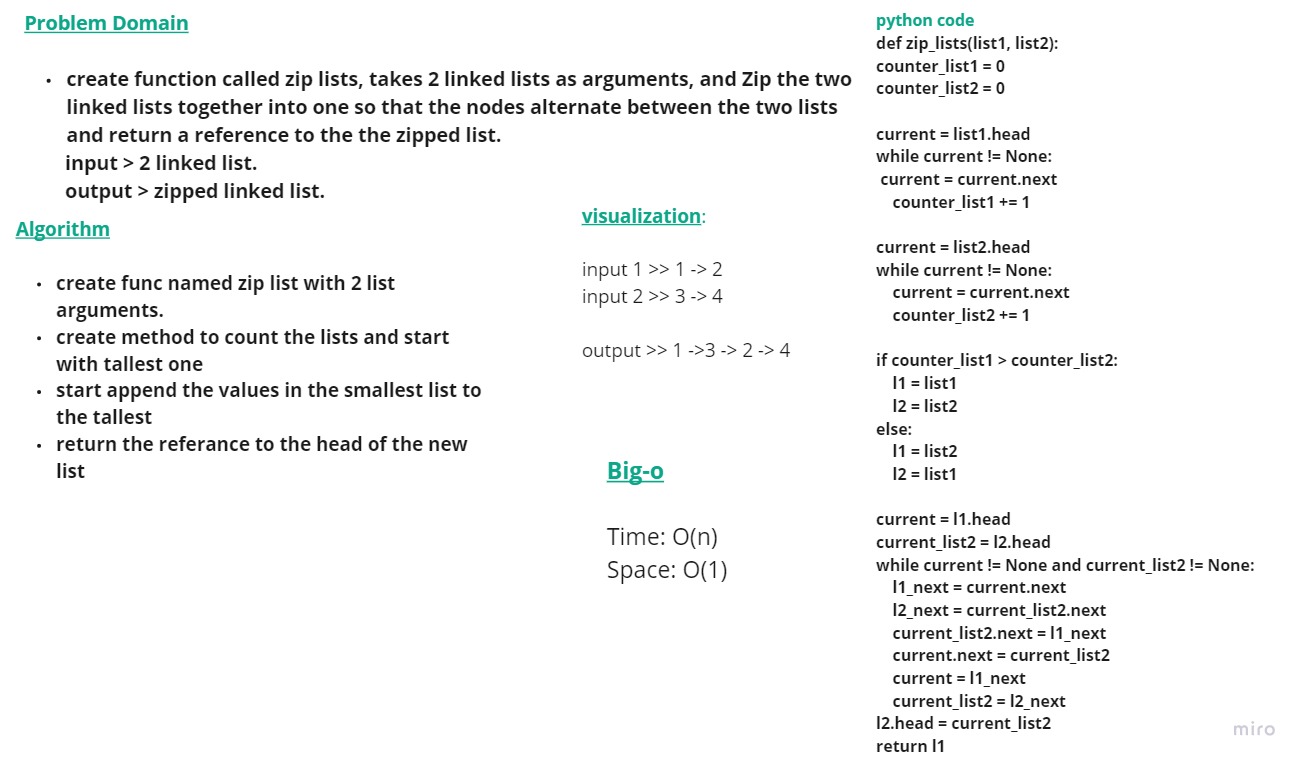 Problem Domain
• create function called zip lists, takes 2 linked lists as arguments, and Zip the two
linked lists together into one so that the nodes alternate between the two lists
and return a reference to the the zipped list.
input > 2 linked list.
output > zipped linked list.
Algorithm
• create func named zip list with 2 list
arguments.
• create method to count the lists and start
with tallest one
• start append the values in the smallest list to
the tallest
• return the referance to the head of the new
list
visualization:
input 1 >> 1 -> 2
input 2 >> 3 -> 4
output >> 1 ->3 -> 2 -> 4
Big-o
Time: O(n)
Space: O(1)
python code
def zip_lists(list1, list2):
counter_list1 = 0
counter_list2 = 0
current = list1.head
while current != None:
current = current.next
counter_list1 += 1
current = list2.head
while current != None:
current = current.next
counter_list2 += 1
if counter_list1 > counter_list2:
l1 = list1
l2 = list2
else:
l1 = list2
l2 = list1
current = l1.head
current_list2 = l2.head
while current != None and current_list2 != None:
l1_next = current.next
l2_next = current_list2.next
current_list2.next = l1_next
current.next = current_list2
current = l1_next
current_list2 = l2_next
l2.head = current_list2
return l1
miro